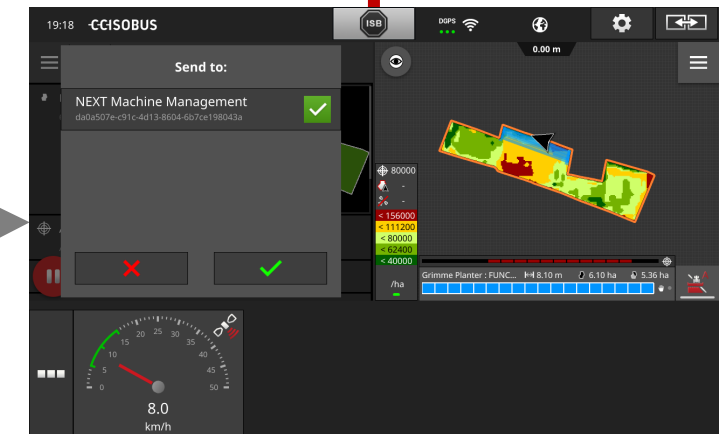 19:18
CCISOBUS
ISB
DGPS
0.00 m
Send to:
NEXT Machine Management
da0a507e-c91c-4d13-8604-6b7ce198043a
80000
-
-
< 156000
< 111200
< 80000
< 62400
< 40000
/ha
Grimme Planter : FUNC... 8.10 m 6.10 ha 5.36 ha
0 5 10 15 20 25 30 35 40 45 50
8.0
km/h